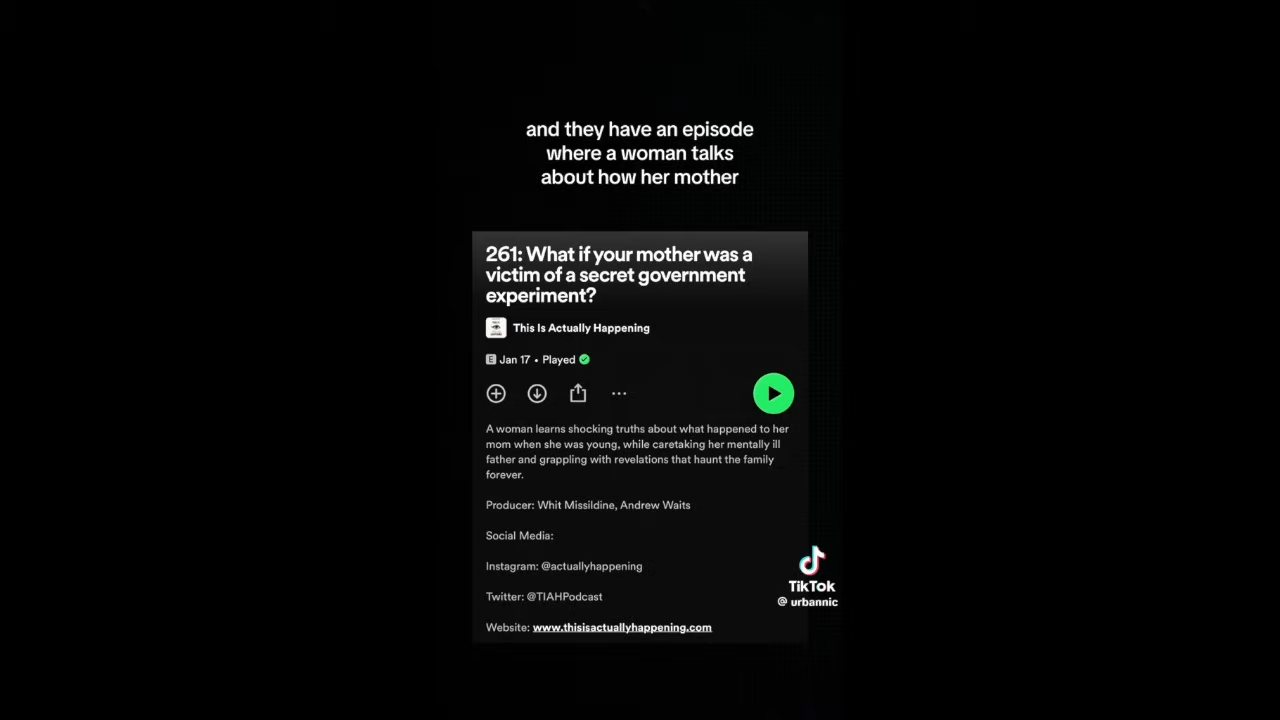 and they have an episode
where a woman talks
about how her mother
261: What if your mother was a
victim of a secret government
experiment?
This Is Actually Happening
E Jan 17 • Played
A woman learns shocking truths about what happened to her
mom when she was young, while caretaking her mentally ill
father and grappling with revelations that haunt the family
forever.
Producer: Whit Missildine, Andrew Waits
Social Media:
Instagram: @actuallyhappening
Twitter: @TIAHPodcast
Website: www.thisisactuallyhappening.com
TikTok
@ urbannic